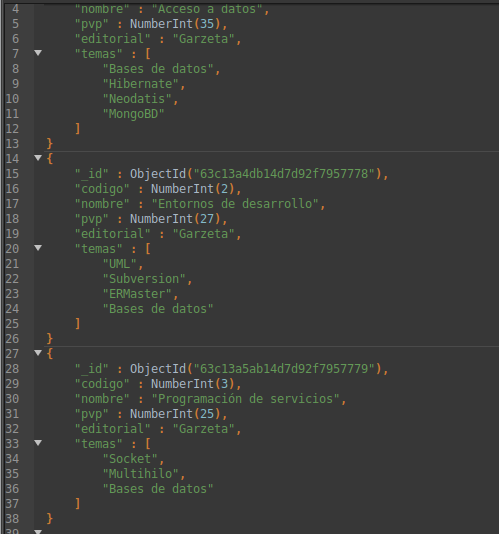 4 "nombre" : "Acceso a datos",
5 "pvp" : NumberInt(35),
6 "editorial" : "Garzeta",
7 "temas" : [
8 "Bases de datos",
9 "Hibernate",
10 "Neodatis",
11 "MongoBD"
12 ]
13 }
14 {
15 "_id" : ObjectId("63c13a4db14d7d92f7957778"),
16 "codigo" : NumberInt(2),
17 "nombre" : "Entornos de desarrollo",
18 "pvp" : NumberInt(27),
19 "editorial" : "Garzeta",
20 "temas" : [
21 "UML",
22 "Subversion",
23 "ERMaster",
24 "Bases de datos"
25 ]
26 }
27 {
28 "_id" : ObjectId("63c13a5ab14d7d92f7957779"),
29 "codigo" : NumberInt(3),
30 "nombre" : "Programación de servicios",
31 "pvp" : NumberInt(25),
32 "editorial" : "Garzeta",
33 "temas" : [
34 "Socket",
35 "Multihilo",
36 "Bases de datos"
37 ]
38 }
39